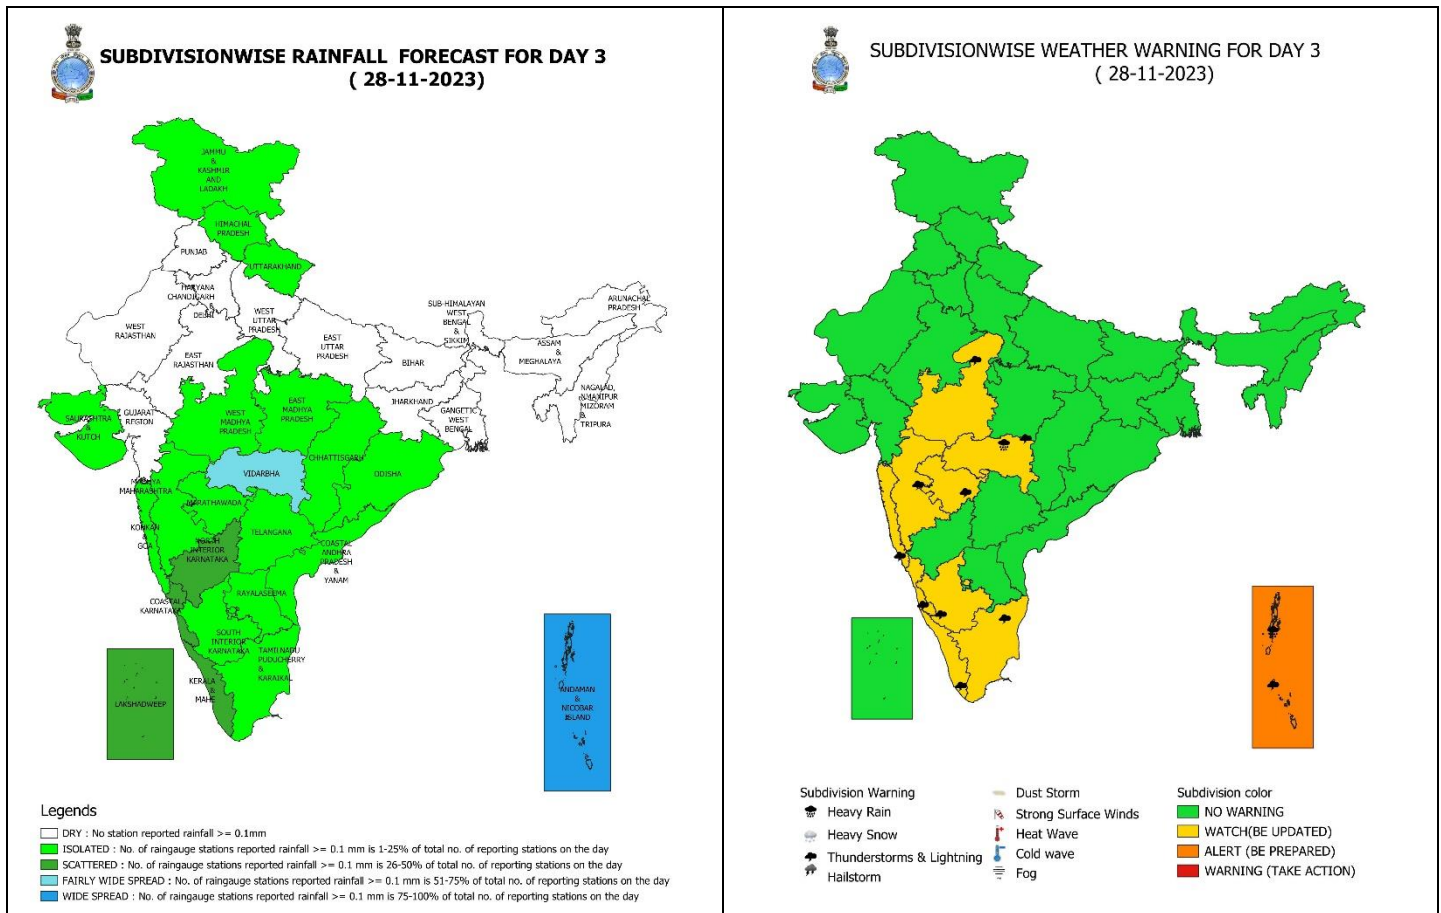 SUBDIVISIONWISE RAINFALL FORECAST FOR DAY 3
( 28-11-2023)
JAMMU
&
KASHMIR
AND
LADAKH
HIMACHAL
PRADESH
PUNJAB
UTTARAKHAND
HARYANA
CHANDIGARH
&
DELHI
WEST
UTTAR
PRADESH
WEST
RAJASTHAN
EAST
RAJASTHAN
EAST
UTTAR
PRADESH
SUB-HIMALAYAN
WEST
BENGAL
&
SIKKIM
ARUNACHAL
PRADESH
ASSAM
&
MEGHALAYA
BIHAR
NAGALAD,
MIZORAM
&
TRIPURA
JHARKHAND
GANGETIC
WEST
BENGAL
SAURASHTRA
&
KUTCH
GUJARAT
REGION
WEST
MADHYA
PRADESH
EAST
MADHYA
PRADESH
CHHATTISGARH
ODISHA
VIDARBHA
MADHYA
MAHARASHTRA
MARATHAWADA
KONKAN
&
GOA
NORTH
INTERIOR
KARNATAKA
TELANGANA
COASTAL
ANDHRA
PRADESH
&
YANAM
RAYALASEEMA
COASTAL
KARNATAKA
SOUTH
INTERIOR
KARNATAKA
TAMILNADU
PUDUCHERRY
&
KARAIKAL
KERALA
&
MAHE
LAKSHADWEEP
ANDAMAN
&
NICOBAR
ISLAND
Legends
DRY : No station reported rainfall >= 0.1mm
ISOLATED : No. of raingauge stations reported rainfall >= 0.1 mm is 1-25% of total no. of reporting stations on the day
SCATTERED : No. of raingauge stations reported rainfall >= 0.1 mm is 26-50% of total no. of reporting stations on the day
FAIRLY WIDE SPREAD : No. of raingauge stations reported rainfall >= 0.1 mm is 51-75% of total no. of reporting stations on the day
WIDE SPREAD : No. of raingauge stations reported rainfall >= 0.1 mm is 75-100% of total no. of reporting stations on the day
SUBDIVISIONWISE WEATHER WARNING FOR DAY 3
( 28-11-2023)
Subdivision Warning
Heavy Rain
Heavy Snow
Thunderstorms & Lightning
Hailstorm
Dust Storm
Strong Surface Winds
Heat Wave
Cold wave
Fog
Subdivision color
NO WARNING
WATCH(BE UPDATED)
ALERT (BE PREPARED)
WARNING (TAKE ACTION)